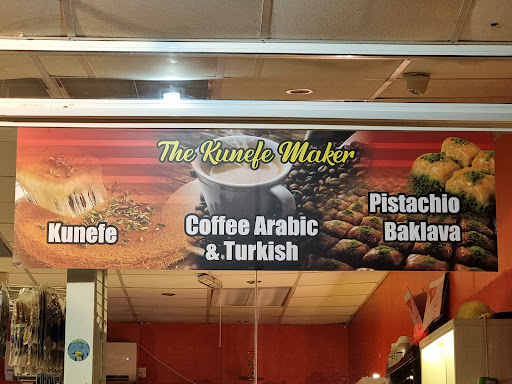 The Kunefe Maker
Kunefe
Coffee Arabic
&.Turkish
Pistachio
Baklava